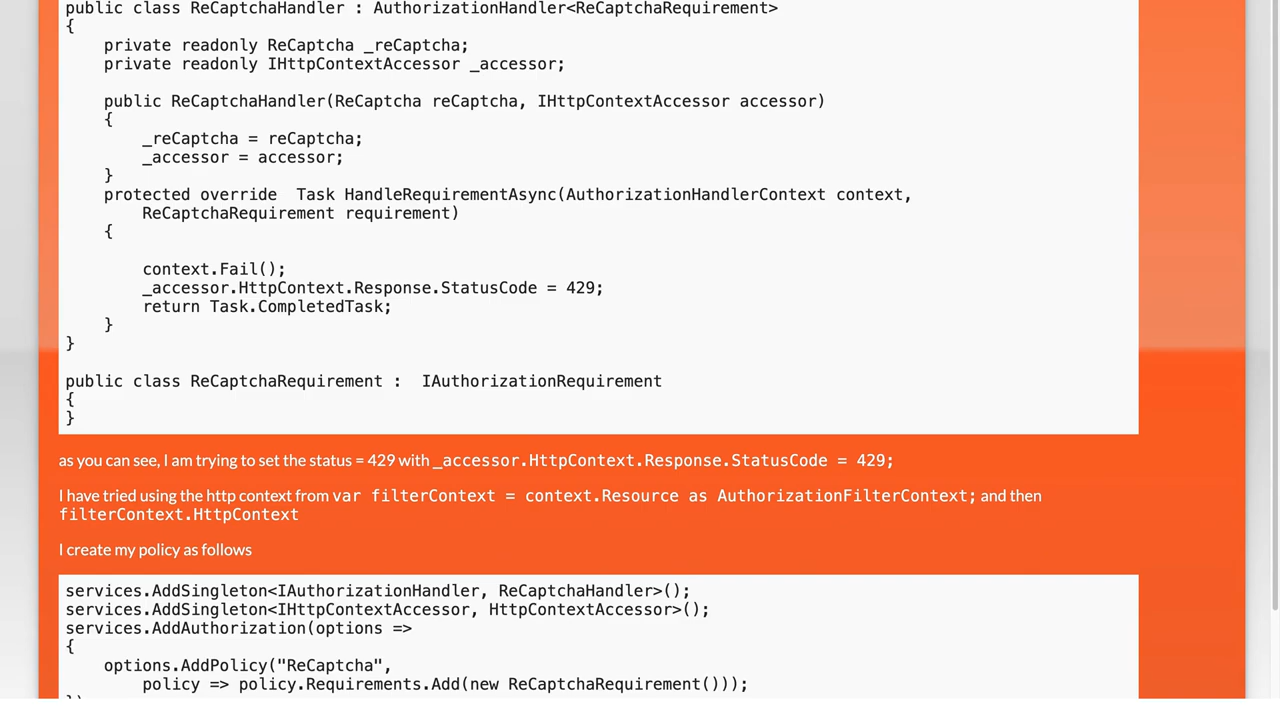 public class ReCaptchaHandler : AuthorizationHandler<ReCaptchaRequirement>
{
    private readonly ReCaptcha _reCaptcha;
    private readonly IHttpContextAccessor _accessor;

    public ReCaptchaHandler(ReCaptcha reCaptcha, IHttpContextAccessor accessor)
    {
        _reCaptcha = reCaptcha;
        _accessor = accessor;
    }
    protected override  Task HandleRequirementAsync(AuthorizationHandlerContext context,
        ReCaptchaRequirement requirement)
    {

        context.Fail();
        _accessor.HttpContext.Response.StatusCode = 429;
        return Task.CompletedTask;
    }
}

public class ReCaptchaRequirement :  IAuthorizationRequirement
{
}
as you can see, I am trying to set the status = 429 with _accessor.HttpContext.Response.StatusCode = 429;
I have tried using the http context from var filterContext = context.Resource as AuthorizationFilterContext; and then
filterContext.HttpContext
I create my policy as follows
services.AddSingleton<IAuthorizationHandler, ReCaptchaHandler>();
services.AddSingleton<IHttpContextAccessor, HttpContextAccessor>();
services.AddAuthorization(options =>
{
    options.AddPolicy("ReCaptcha",
        policy => policy.Requirements.Add(new ReCaptchaRequirement()));